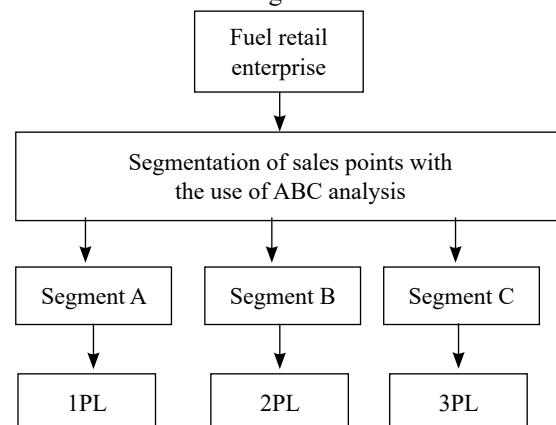 g
Fuel retail
enterprise
Segmentation of sales points with
the use of ABC analysis
Segment A
Segment B
Segment C
1PL
2PL
3PL